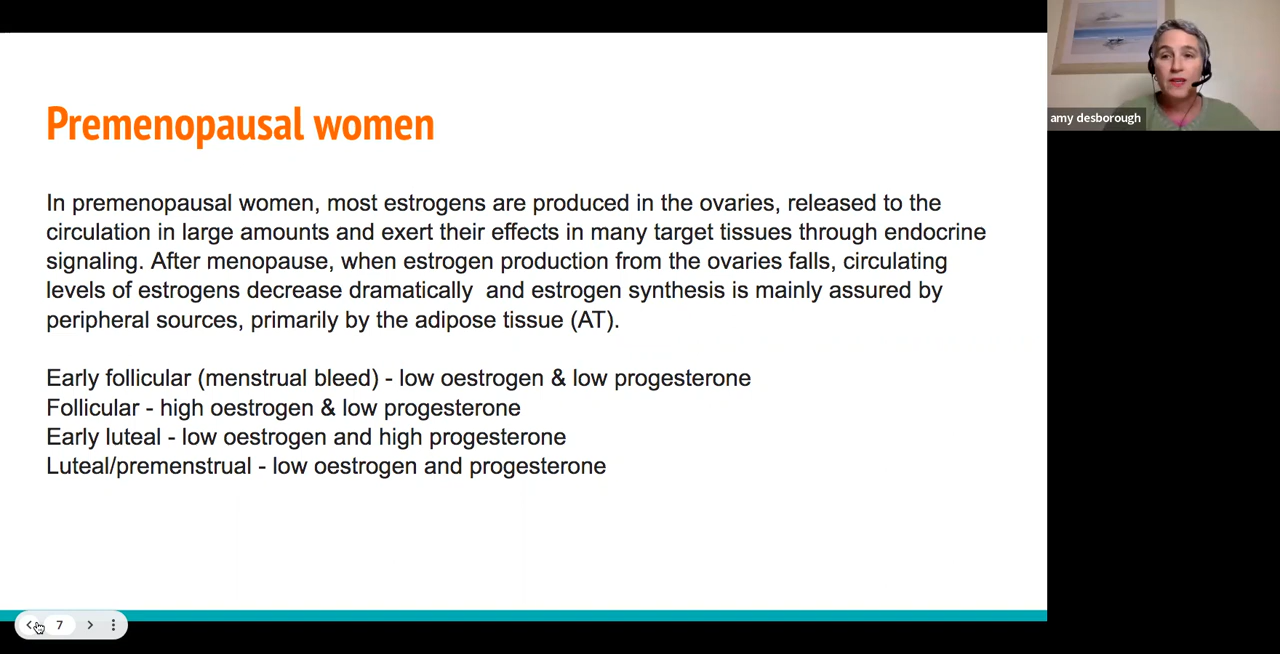 Premenopausal women
In premenopausal women, most estrogens are produced in the ovaries, released to the
circulation in large amounts and exert their effects in many target tissues through endocrine
signaling. After menopause, when estrogen production from the ovaries falls, circulating
levels of estrogens decrease dramatically  and estrogen synthesis is mainly assured by
peripheral sources, primarily by the adipose tissue (AT).
Early follicular (menstrual bleed) - low oestrogen & low progesterone
Follicular - high oestrogen & low progesterone
Early luteal - low oestrogen and high progesterone
Luteal/premenstrual - low oestrogen and progesterone
7
amy desborough